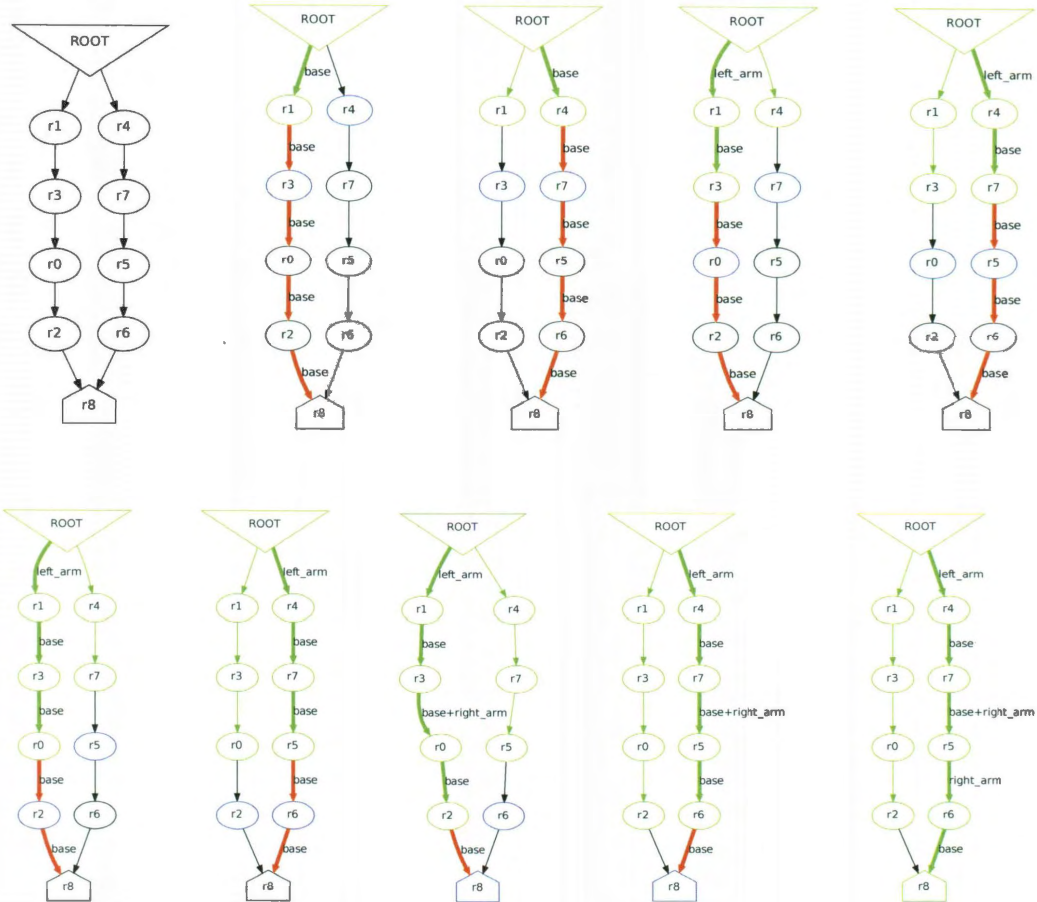 ROOT
r1 r4
r3 r7
r0 r5
r2 r6
r8
ROOT
base
r1 r4
base
r3 r7
base
r0 r5
base
r2 r6
base
r8
ROOT
base
r1 r4
base
r3 r7
base
r0 r5
base
r2 r6
base
r8
ROOT
left_arm
r1 r4
base
r3 r7
base
r0 r5
base
r2 r6
base
r8
ROOT
left_arm
r1 r4
base
r3 r7
base
r0 r5
base
r2 r6
base
r8
ROOT
left_arm
r1 r4
base
r3 r7
base
r0 r5
base
r2 r6
base
r8
ROOT
left_arm
r1 r4
base
r3 r7
base
r0 r5
base
r2 r6
base
r8
ROOT
left_arm
r1 r4
base
r3 r7
base+right_arm
r0 r5
base
r2 r6
base
r8
ROOT
left_arm
r1 r4
base
r3 r7
base+right_arm
r0 r5
base
r2 r6
base
r8
ROOT
left_arm
r1 r4
base
r3 r7
base+right_arm
r0 r5
right_arm
r2 r6
base
r8